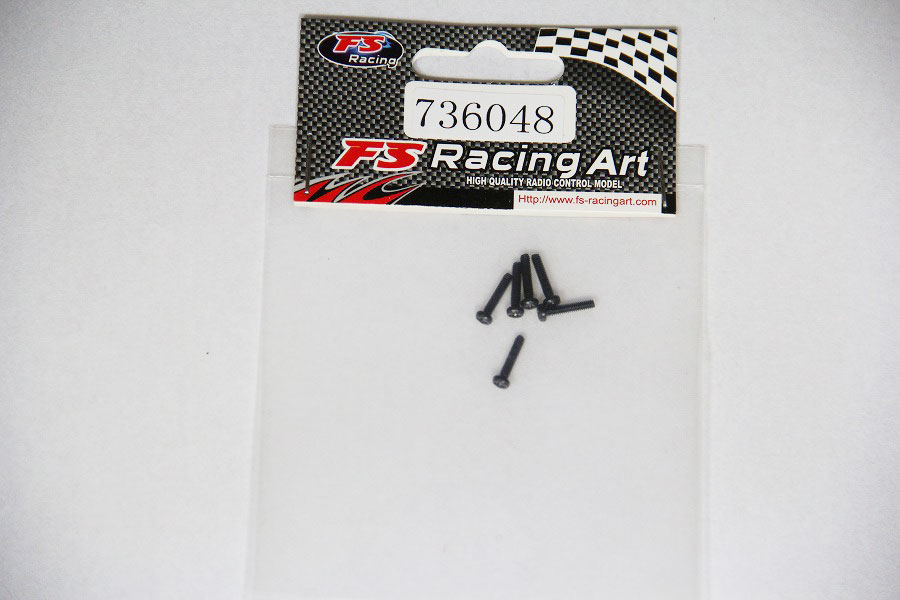 FS
Racing
736048
FS Racing Art
HIGH QUALITY RADIO CONTROL MODEL
Http://www.fs-racingart.com